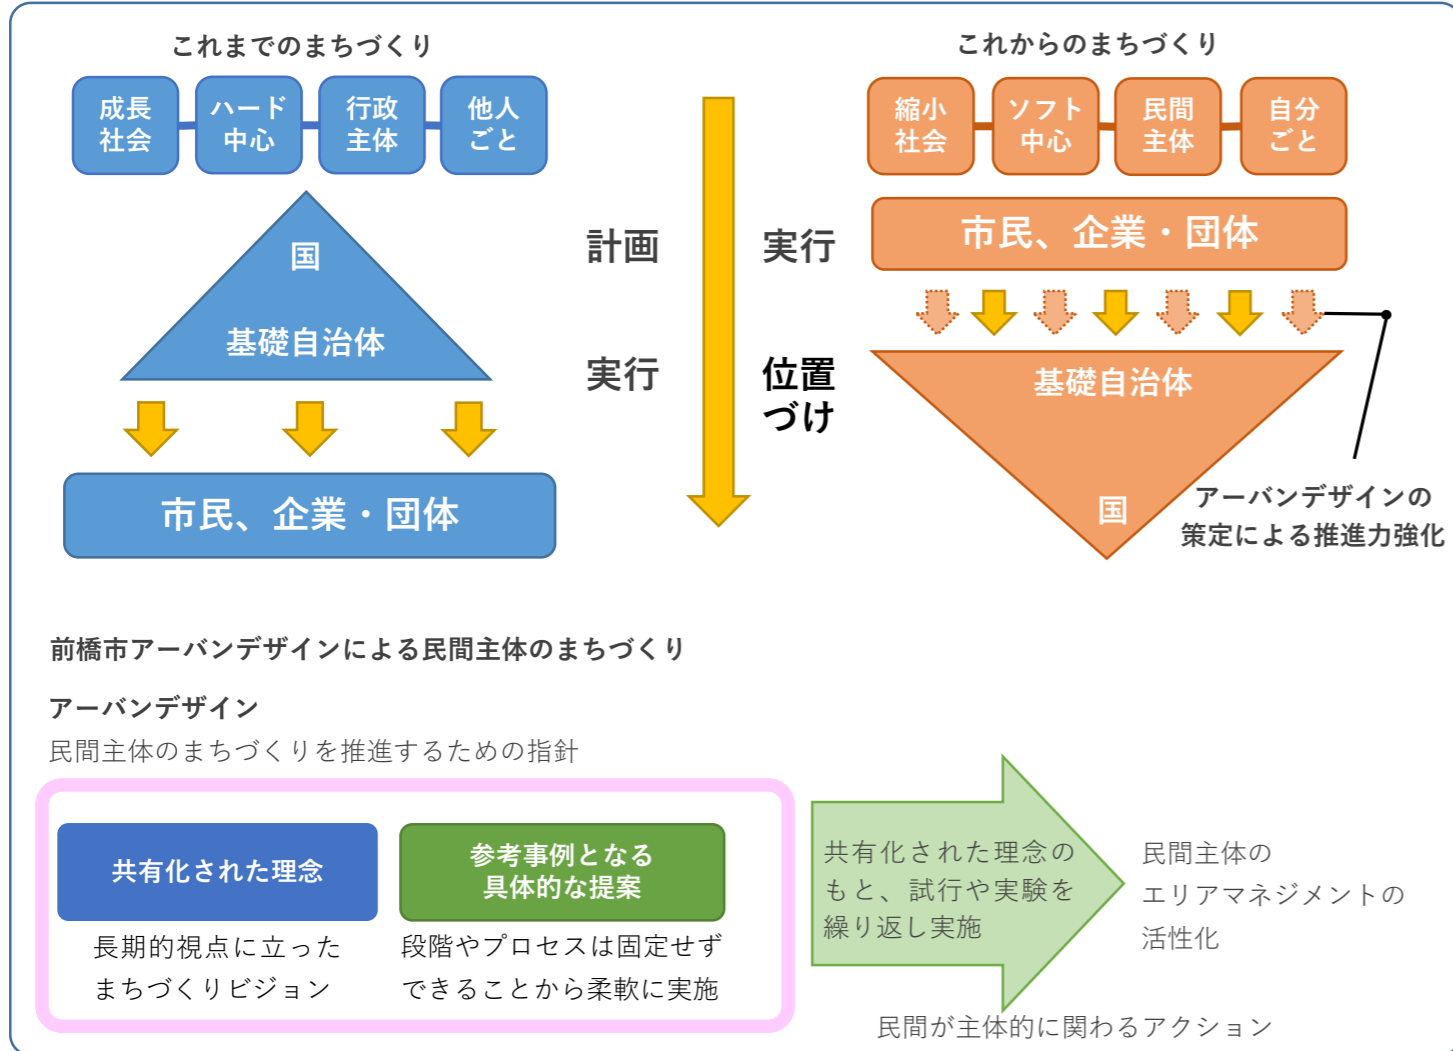 これまでのまちづくり
成長
社会
ハード
中心
行政
主体
他人
ごと
国
基礎自治体
市民、企業・団体
計画
実行
実行
位置
づけ
これからのまちづくり
縮小
社会
ソフト
中心
民間
主体
自分
ごと
市民、企業・団体
基礎自治体
国
アーバンデザインの
策定による推進力強化
前橋市アーバンデザインによる民間主体のまちづくり
アーバンデザイン
民間主体のまちづくりを推進するための指針
共有化された理念
長期的視点に立った
まちづくりビジョン
参考事例となる
具体的な提案
段階やプロセスは固定せず
できることから柔軟に実施
共有化された理念の
もと、試行や実験を
繰り返し実施
民間主体の
エリアマネジメントの
活性化
民間が主体的に関わるアクション